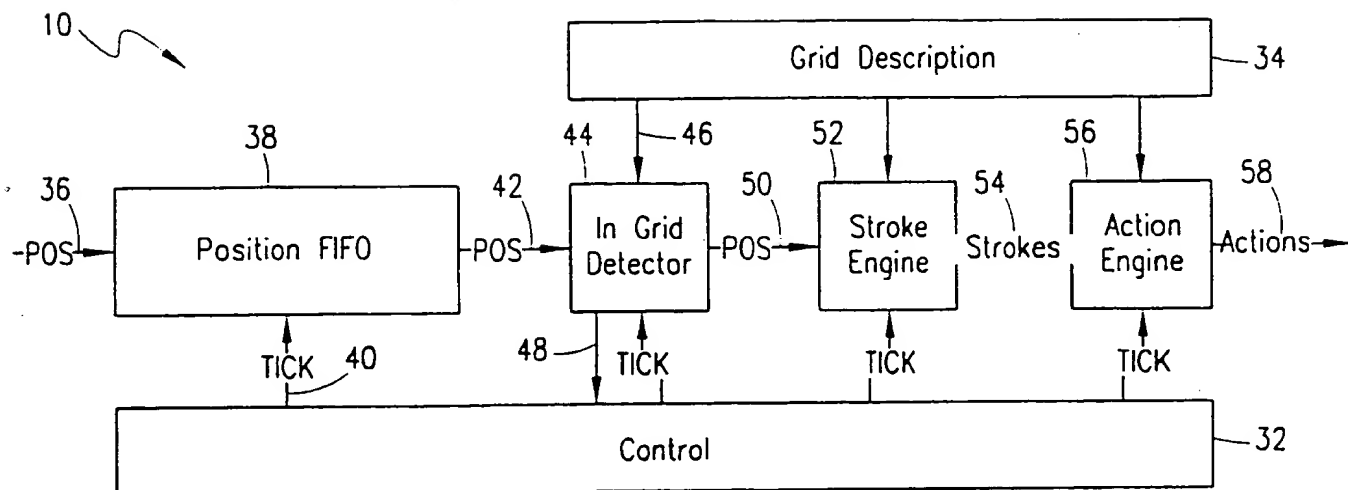 10
Grid Description
34
38
44
46
52
56
36
42
50
54
58
POS
Position FIFO
POS
In Grid
Detector
POS
Stroke
Engine
Strokes
Action
Engine
Actions
48
TICK
40
TICK
TICK
TICK
Control
32